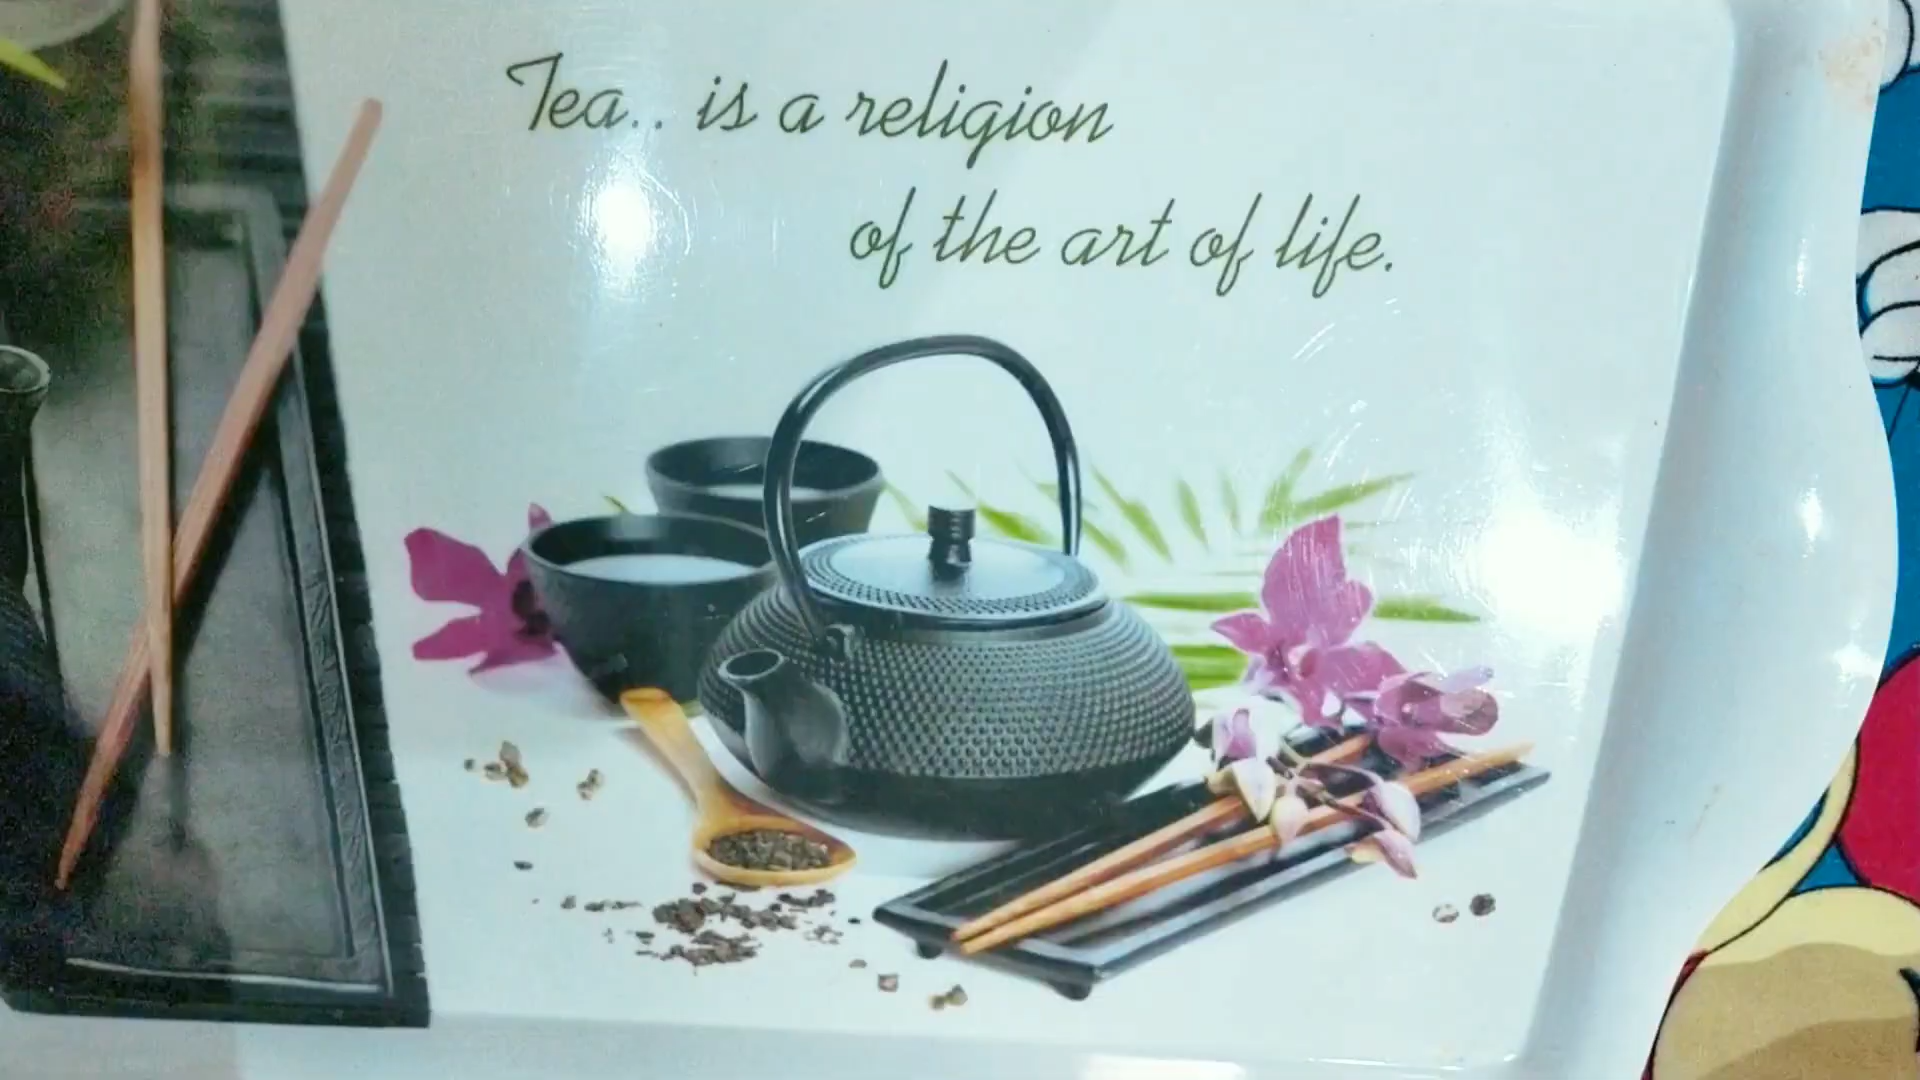 Tea.. is a religion
of the art of life.